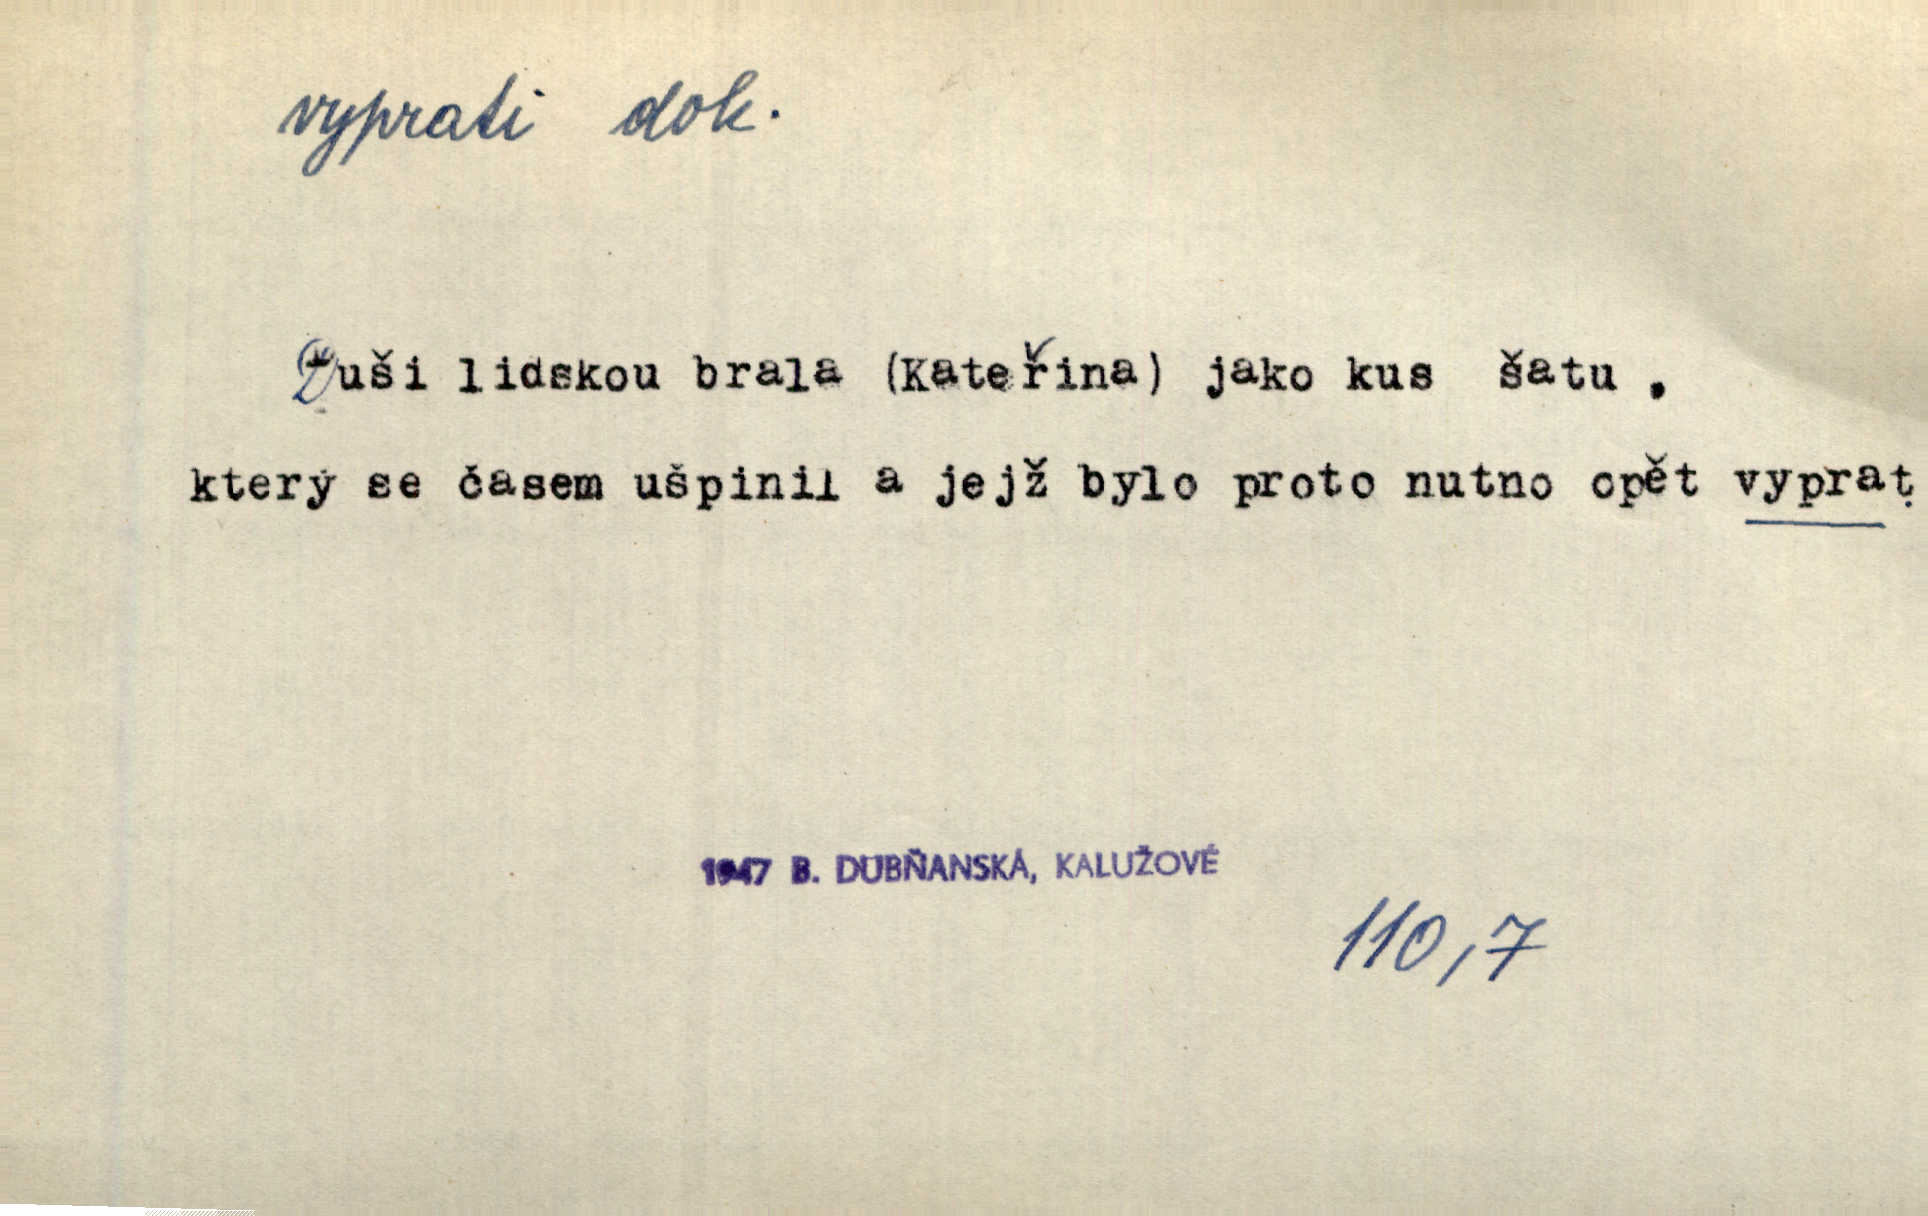 vyprati dok.
Duši lidskou brala (Kateřina) jako kus šatu .
který se časem ušpinil a jejž bylo proto nutno opět vyprat.
1947 B. DUBŇANSKÁ, KALUŽOVÉ
110,7